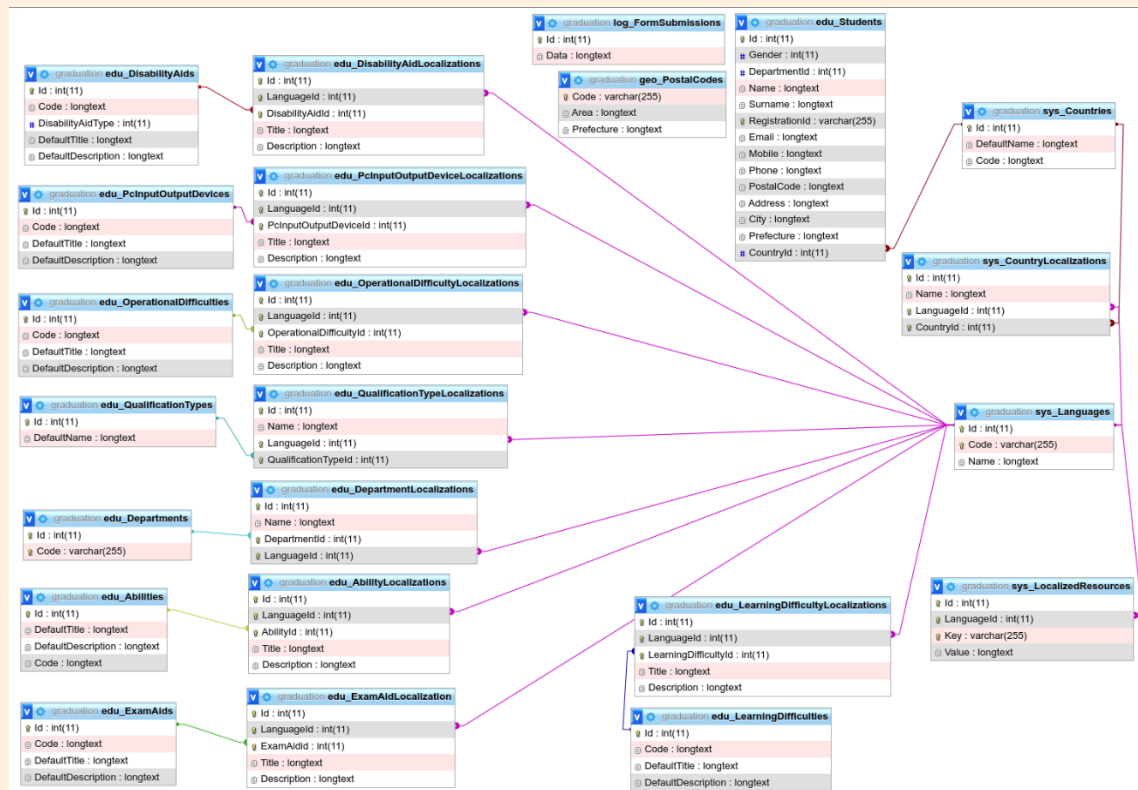 graduation edu_DisabilityAids
Id : int(11)
Code : longtext
DisabilityAidType : int(11)
DefaultTitle : longtext
DefaultDescription : longtext
graduation edu_DisabilityAidLocalizations
Id : int(11)
LanguageId : int(11)
DisabilityAidId : int(11)
Title : longtext
Description : longtext
graduation log_FormSubmissions
Id : int(11)
Data : longtext
graduation geo_PostalCodes
Code : varchar(255)
Area : longtext
Prefecture : longtext
graduation edu_Students
Id : int(11)
Gender : int(11)
DepartmentId : int(11)
Name : longtext
Surname : longtext
RegistrationId : varchar(255)
Email : longtext
Mobile : longtext
Phone : longtext
PostalCode : longtext
Address : longtext
City : longtext
Prefecture : longtext
CountryId : int(11)
graduation sys_Countries
Id : int(11)
DefaultName : longtext
Code : longtext
graduation edu_PcInputOutputDevices
Id : int(11)
Code : longtext
DefaultTitle : longtext
DefaultDescription : longtext
graduation edu_PcInputOutputDeviceLocalizations
Id : int(11)
LanguageId : int(11)
PcInputOutputDeviceId : int(11)
Title : longtext
Description : longtext
graduation sys_CountryLocalizations
Id : int(11)
Name : longtext
LanguageId : int(11)
CountryId : int(11)
graduation edu_OperationalDifficulties
Id : int(11)
Code : longtext
DefaultTitle : longtext
DefaultDescription : longtext
graduation edu_OperationalDifficultyLocalizations
Id : int(11)
LanguageId : int(11)
OperationalDifficultyId : int(11)
Title : longtext
Description : longtext
graduation edu_QualificationTypes
Id : int(11)
DefaultName : longtext
graduation edu_QualificationTypeLocalizations
Id : int(11)
Name : longtext
LanguageId : int(11)
QualificationTypeId : int(11)
graduation sys_Languages
Id : int(11)
Code : varchar(255)
Name : longtext
graduation edu_Departments
Id : int(11)
Code : varchar(255)
graduation edu_DepartmentLocalizations
Id : int(11)
Name : longtext
DepartmentId : int(11)
LanguageId : int(11)
graduation edu_Abilities
Id : int(11)
DefaultTitle : longtext
DefaultDescription : longtext
Code : longtext
graduation edu_AbilityLocalizations
Id : int(11)
LanguageId : int(11)
AbilityId : int(11)
Title : longtext
Description : longtext
graduation edu_LearningDifficultyLocalizations
Id : int(11)
LanguageId : int(11)
LearningDifficultyId : int(11)
Title : longtext
Description : longtext
graduation sys_LocalizedResources
Id : int(11)
LanguageId : int(11)
Key : varchar(255)
Value : longtext
graduation edu_ExamAids
Id : int(11)
Code : longtext
DefaultTitle : longtext
DefaultDescription : longtext
graduation edu_ExamAidLocalization
Id : int(11)
LanguageId : int(11)
ExamAidId : int(11)
Title : longtext
Description : longtext
graduation edu_LearningDifficulties
Id : int(11)
Code : longtext
DefaultTitle : longtext
DefaultDescription : longtext